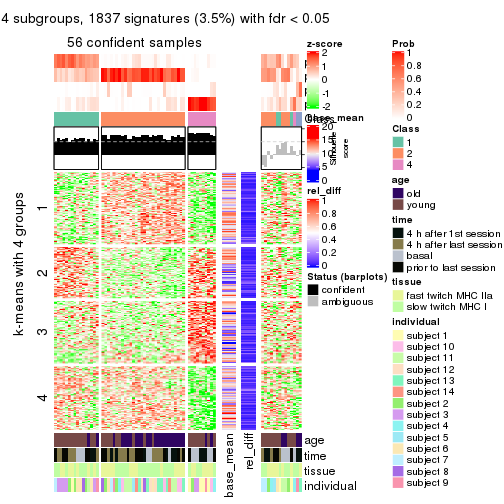 4 subgroups, 1837 signatures (3.5%) with fdr < 0.05
56 confident samples
k-means with 4 groups
1
2
3
4
base_mean
rel_diff
age
time
tissue
individual
z-score
2
1
0
-1
-2
Class
base_mean
20
15
10
5
0
Silhouette
score
rel_diff
1
0.8
0.6
0.4
0.2
0
Status (barplots)
confident
ambiguous
Prob
1
0.8
0.6
0.4
0.2
0
Class
1
2
4
age
old
young
time
4 h after 1st session
4 h after last session
basal
prior to last session
tissue
fast twitch MHC IIa
slow twitch MHC I
individual
subject 1
subject 10
subject 11
subject 12
subject 13
subject 14
subject 2
subject 3
subject 4
subject 5
subject 6
subject 7
subject 8
subject 9